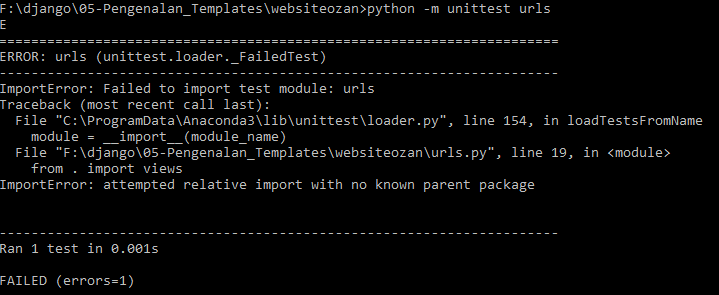 F:\django\05-Pengenalan_Templates\websiteozan>python -m unittest urls
E
======================================================================
ERROR: urls (unittest.loader._FailedTest)
----------------------------------------------------------------------
ImportError: Failed to import test module: urls
Traceback (most recent call last):
  File "C:\ProgramData\Anaconda3\lib\unittest\loader.py", line 154, in loadTestsFromName
    module = __import__(module_name)
  File "F:\django\05-Pengenalan_Templates\websiteozan\urls.py", line 19, in <module>
    from . import views
ImportError: attempted relative import with no known parent package
----------------------------------------------------------------------
Ran 1 test in 0.001s
FAILED (errors=1)